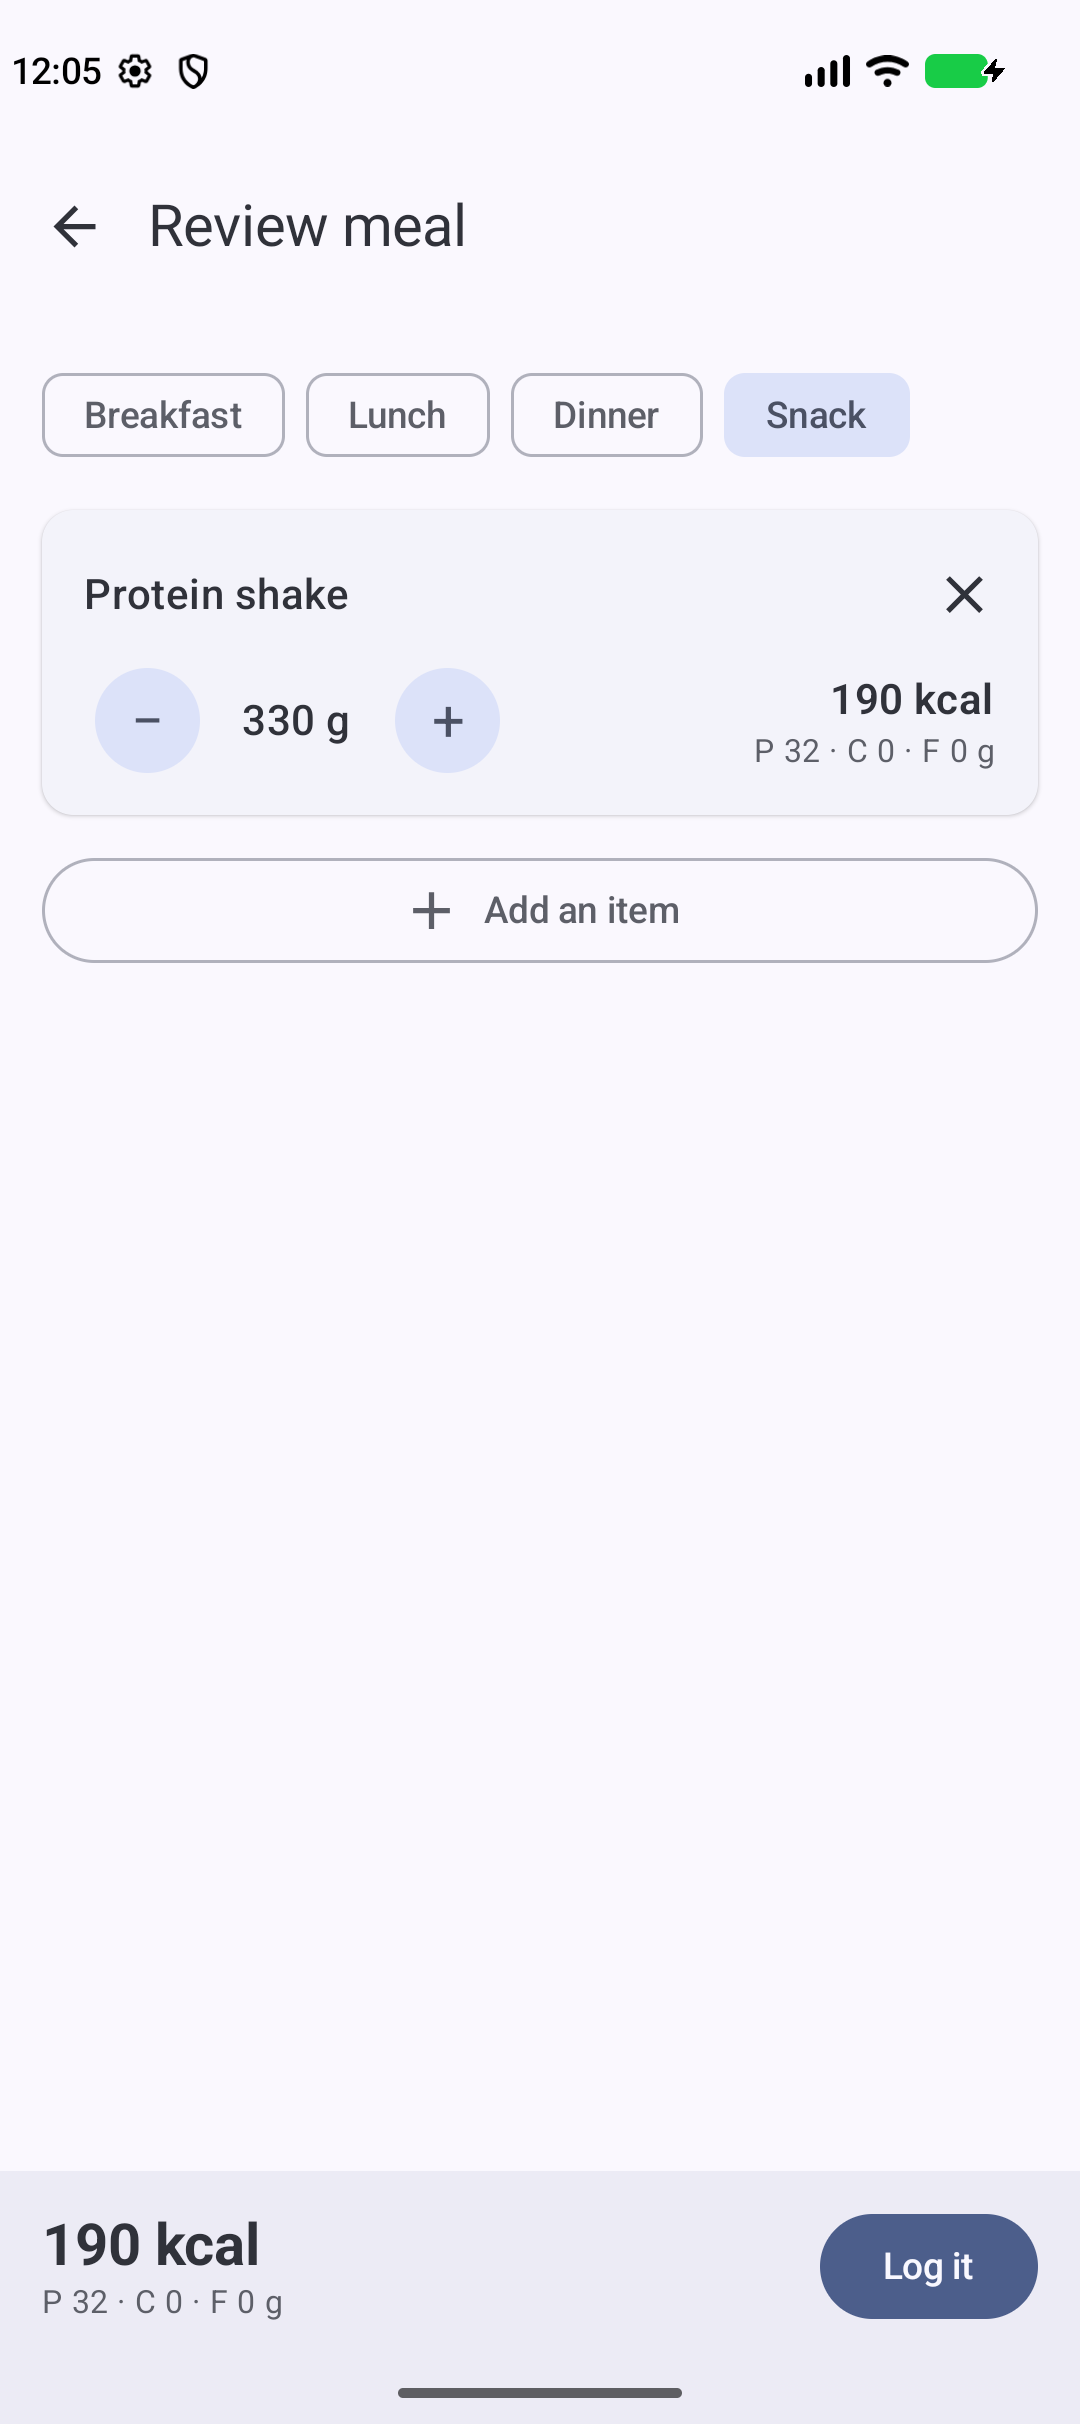 12:05
Review meal
Breakfast
Lunch
Dinner
Snack
Protein shake
− 330 g +
190 kcal
P 32 · C 0 · F 0 g
+ Add an item
190 kcal
P 32 · C 0 · F 0 g
Log it